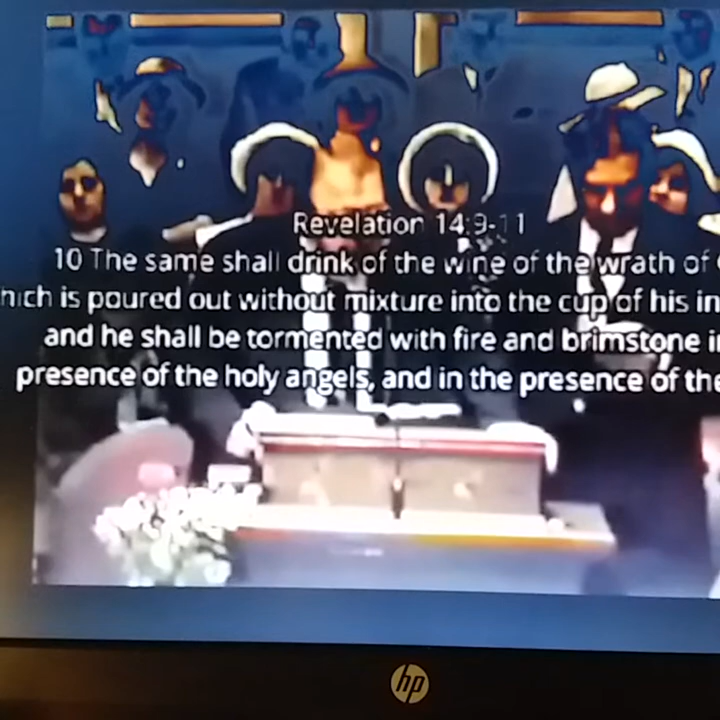 Revelation 14:9-11
10 The same shall drink of the wine of the wrath of
hich is poured out without mixture into the cup of his in
and he shall be tormented with fire and brimstone i
presence of the holy angels, and in the presence of the
hp